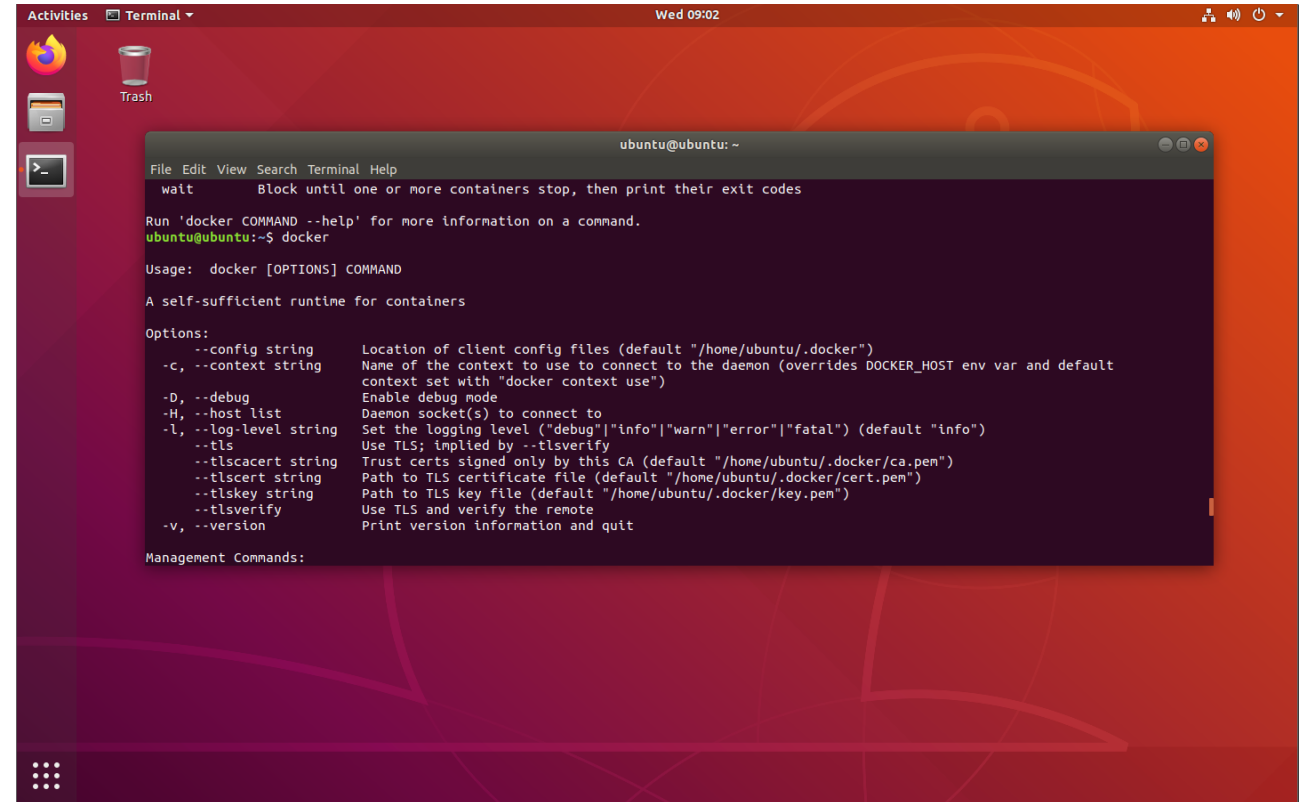 Activities Terminal Wed 09:02
Trash
ubuntu@ubuntu: ~
File Edit View Search Terminal Help
  wait        Block until one or more containers stop, then print their exit codes

Run 'docker COMMAND --help' for more information on a command.
ubuntu@ubuntu:~$ docker

Usage:  docker [OPTIONS] COMMAND

A self-sufficient runtime for containers

Options:
      --config string      Location of client config files (default "/home/ubuntu/.docker")
  -c, --context string     Name of the context to use to connect to the daemon (overrides DOCKER_HOST env var and default
                           context set with "docker context use")
  -D, --debug              Enable debug mode
  -H, --host list          Daemon socket(s) to connect to
  -l, --log-level string   Set the logging level ("debug"|"info"|"warn"|"error"|"fatal") (default "info")
      --tls                Use TLS; implied by --tlsverify
      --tlscacert string   Trust certs signed only by this CA (default "/home/ubuntu/.docker/ca.pem")
      --tlscert string     Path to TLS certificate file (default "/home/ubuntu/.docker/cert.pem")
      --tlskey string      Path to TLS key file (default "/home/ubuntu/.docker/key.pem")
      --tlsverify          Use TLS and verify the remote
  -v, --version            Print version information and quit

Management Commands: